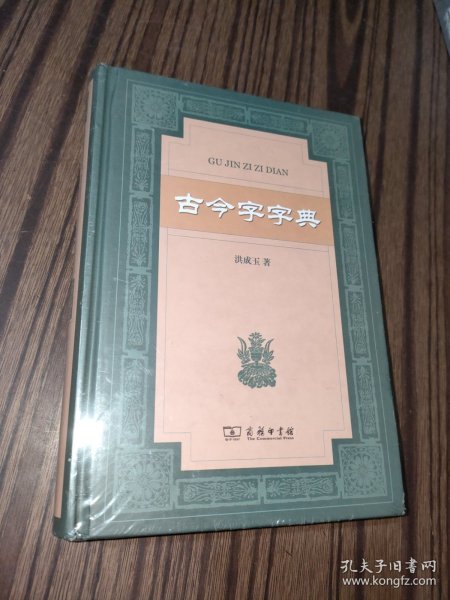 GU JIN ZI ZI DIAN
古今字字典
洪成玉 著
商務印書館
The Commercial Press
孔夫子旧书网
www.kongfz.com